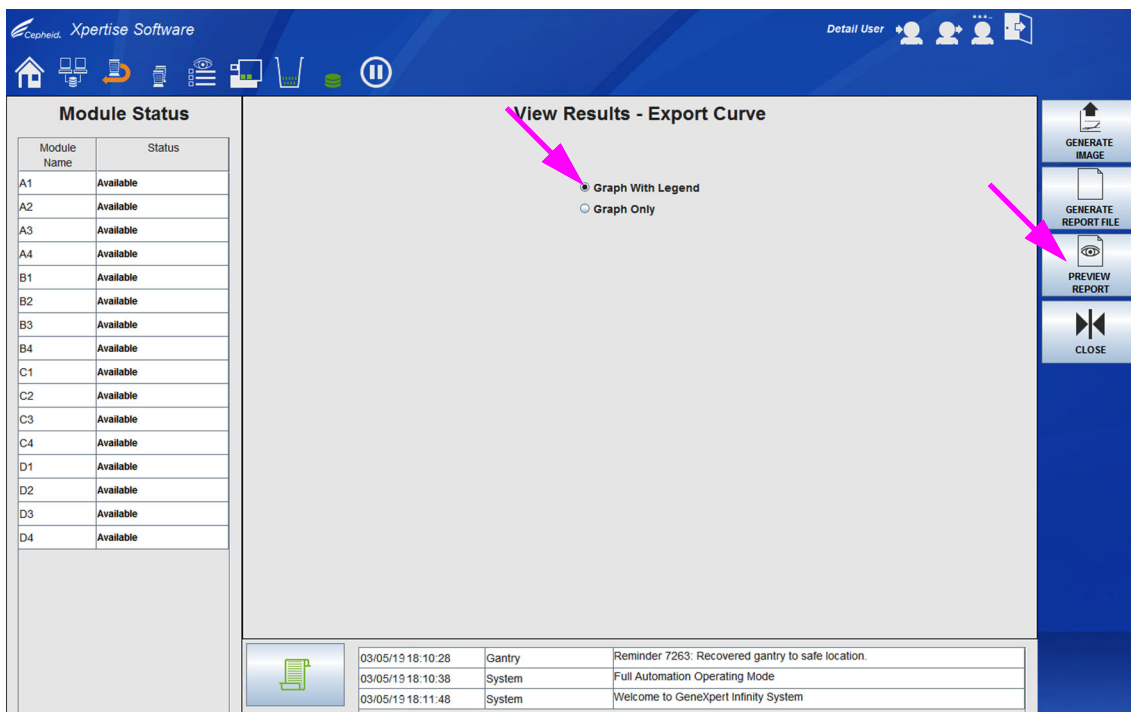 Cepheid. Xpertise Software
Detail User
Module Status
Module Name Status
A1 Available
A2 Available
A3 Available
A4 Available
B1 Available
B2 Available
B3 Available
B4 Available
C1 Available
C2 Available
C3 Available
C4 Available
D1 Available
D2 Available
D3 Available
D4 Available
View Results - Export Curve
Graph With Legend
Graph Only
GENERATE
IMAGE
GENERATE
REPORT FILE
PREVIEW
REPORT
CLOSE
03/05/19 18:10:28 Gantry Reminder 7263: Recovered gantry to safe location.
03/05/19 18:10:38 System Full Automation Operating Mode
03/05/19 18:11:48 System Welcome to GeneXpert Infinity System